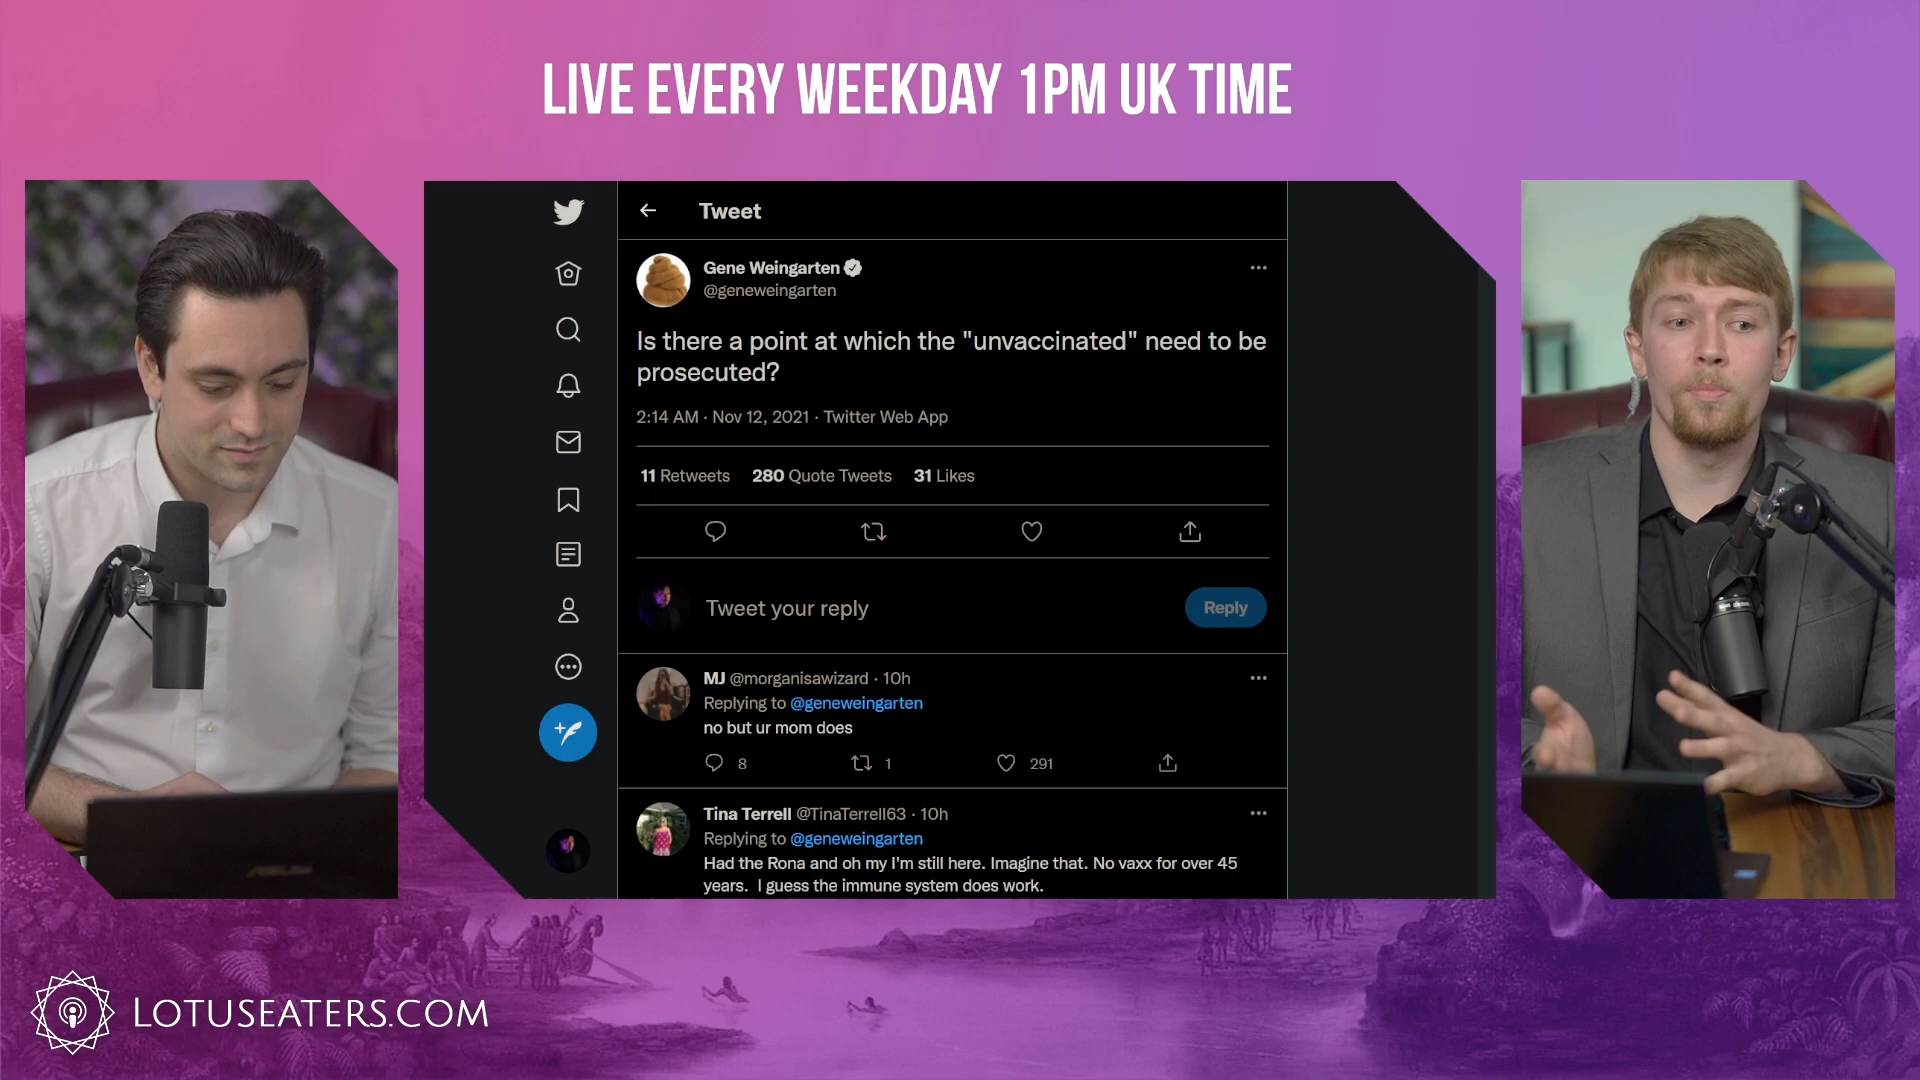 LIVE EVERY WEEKDAY 1PM UK TIME
Tweet
Gene Weingarten
@geneweingarten
Is there a point at which the "unvaccinated" need to be
prosecuted?
2:14 AM · Nov 12, 2021 · Twitter Web App
11 Retweets 280 Quote Tweets 31 Likes
Tweet your reply
Reply
MJ @morganisawizard · 10h
Replying to @geneweingarten
no but ur mom does
8 1 291
Tina Terrell @TinaTerrell63 · 10h
Replying to @geneweingarten
Had the Rona and oh my I'm still here. Imagine that. No vaxx for over 45
years. I guess the immune system does work.
LOTUSEATERS.COM